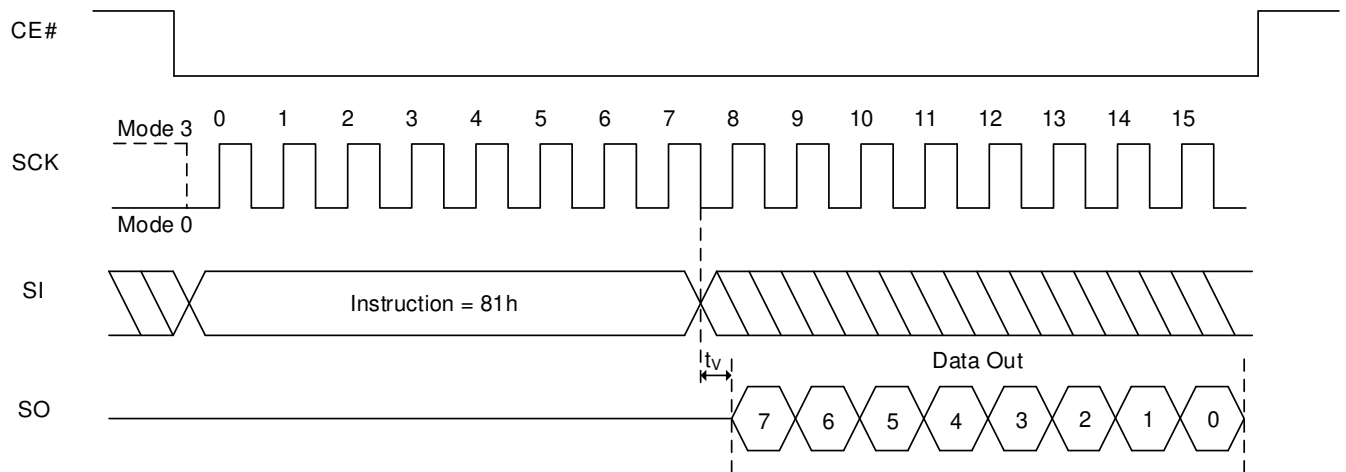 CE#
Mode 3
0 1 2 3 4 5 6 7 8 9 10 11 12 13 14 15
SCK
Mode 0
SI
Instruction = 81h
tV
Data Out
SO
7 6 5 4 3 2 1 0